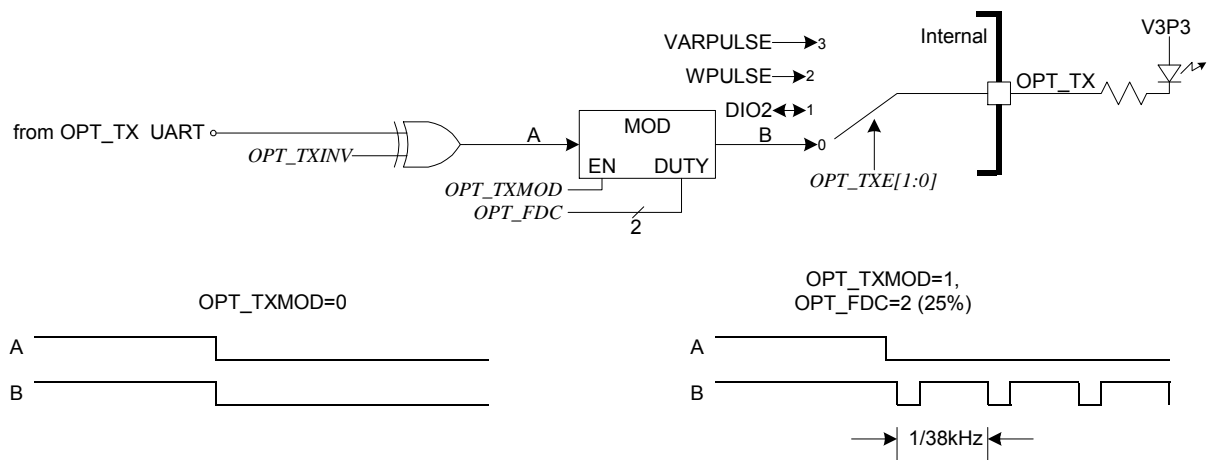 V3P3
Internal
VARPULSE 3
WPULSE 2
OPT_TX
DIO2 1
from OPT_TX UART
A
MOD
B
0
OPT_TXINV
EN DUTY
OPT_TXMOD
OPT_TXE[1:0]
OPT_FDC
2
OPT_TXMOD=0
A
B
OPT_TXMOD=1,
OPT_FDC=2 (25%)
A
B
1/38kHz